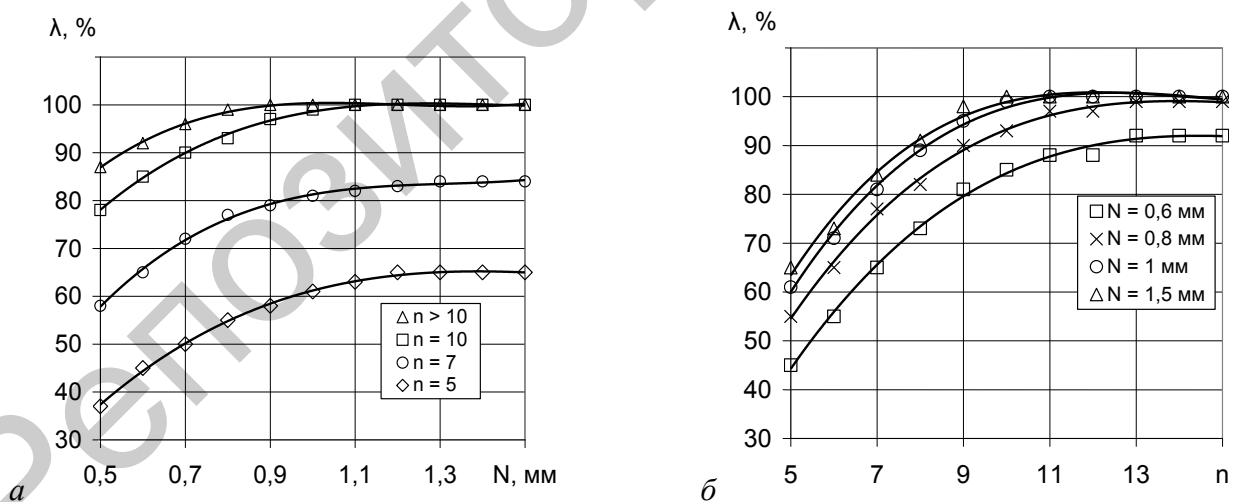 λ, %
100
90
80
70
60
50
40
30
0,5 0,7 0,9 1,1 1,3 N, мм
n > 10
n = 10
n = 7
n = 5
а
λ, %
100
90
80
70
60
50
40
30
5 7 9 11 13 n
N = 0,6 мм
N = 0,8 мм
N = 1 мм
N = 1,5 мм
б